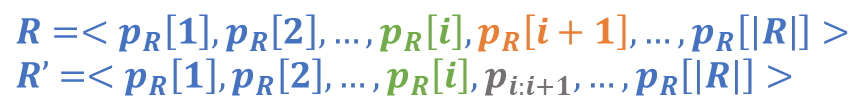 R =< p_R[1], p_R[2], …, p_R[i], p_R[i + 1], …, p_R[|R|] >
R’ =< p_R[1], p_R[2], …, p_R[i], p_{i:i+1}, …, p_R[|R|] >